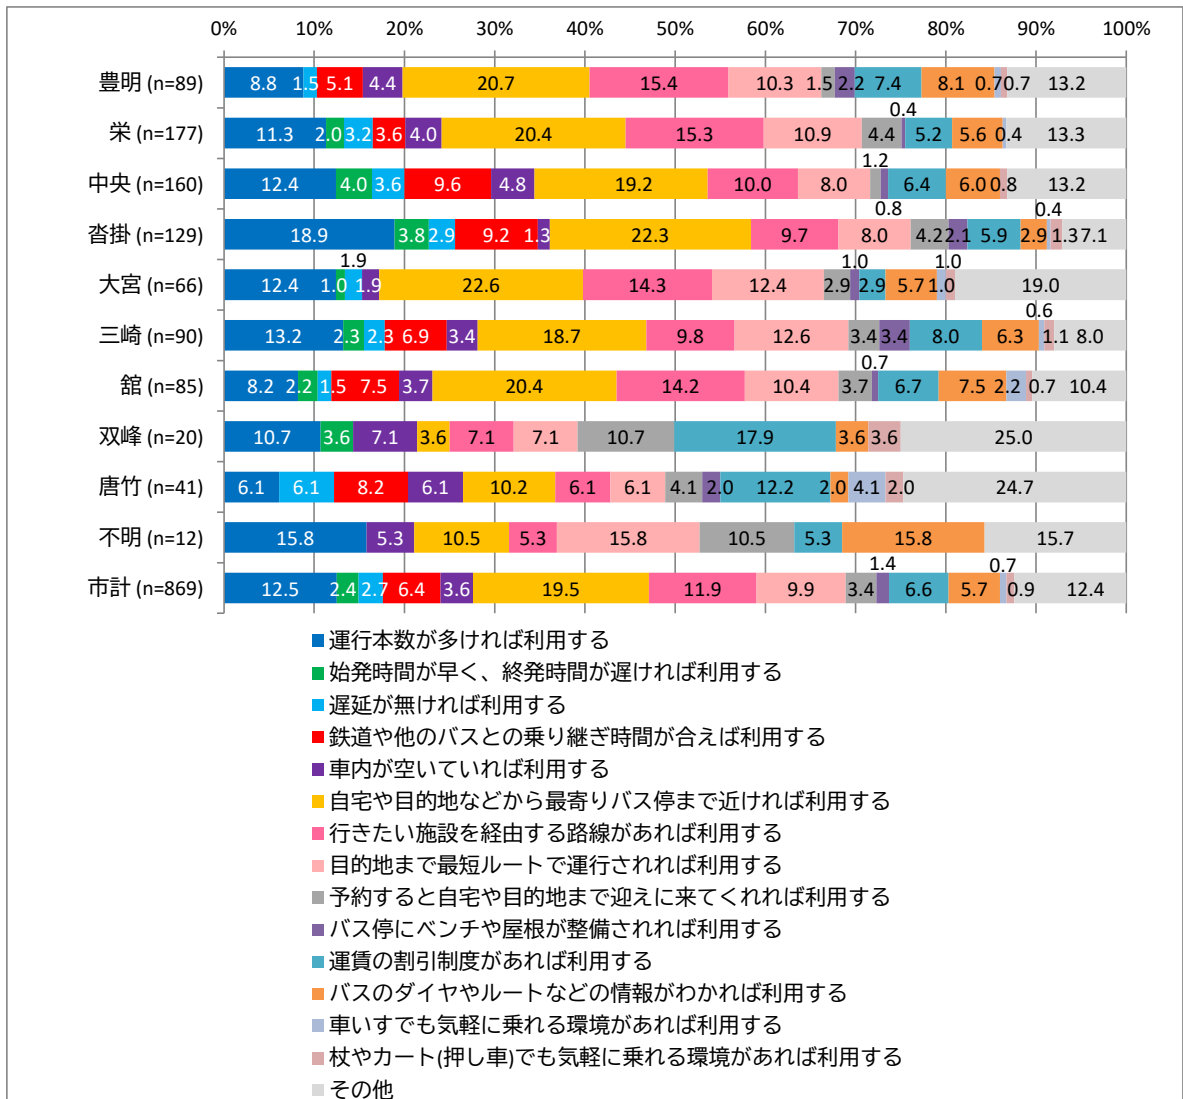 0% 10% 20% 30% 40% 50% 60% 70% 80% 90% 100%
豊明 (n=89) 8.8 1.5 5.1 4.4 20.7 15.4 10.3 1.5 2.2 7.4 8.1 0.7 0.7 13.2
0.4
栄 (n=177) 11.3 2.0 3.2 3.6 4.0 20.4 15.3 10.9 4.4 5.2 5.6 0.4 13.3
1.2
中央 (n=160) 12.4 4.0 3.6 9.6 4.8 19.2 10.0 8.0 6.4 6.0 0.8 13.2
0.8 0.4
沓掛 (n=129) 18.9 3.8 2.9 9.2 1.3 22.3 9.7 8.0 4.2 2.1 5.9 2.9 1.3 7.1
1.9 1.0 1.0
大宮 (n=66) 12.4 1.0 1.9 22.6 14.3 12.4 2.9 2.9 5.7 1.0 19.0
0.6
三崎 (n=90) 13.2 2.3 2.3 6.9 3.4 18.7 9.8 12.6 3.4 3.4 8.0 6.3 1.1 8.0
0.7
舘 (n=85) 8.2 2.2 1.5 7.5 3.7 20.4 14.2 10.4 3.7 6.7 7.5 2.2 0.7 10.4
双峰 (n=20) 10.7 3.6 7.1 3.6 7.1 7.1 10.7 17.9 3.6 3.6 25.0
唐竹 (n=41) 6.1 6.1 8.2 6.1 10.2 6.1 6.1 4.1 2.0 12.2 2.0 4.1 2.0 24.7
不明 (n=12) 15.8 5.3 10.5 5.3 15.8 10.5 5.3 15.8 15.7
1.4 0.7
市計 (n=869) 12.5 2.4 2.7 6.4 3.6 19.5 11.9 9.9 3.4 6.6 5.7 0.9 12.4
運行本数が多ければ利用する
始発時間が早く、終発時間が遅ければ利用する
遅延が無ければ利用する
鉄道や他のバスとの乗り継ぎ時間が合えば利用する
車内が空いていれば利用する
自宅や目的地などから最寄りバス停まで近ければ利用する
行きたい施設を経由する路線があれば利用する
目的地まで最短ルートで運行されれば利用する
予約すると自宅や目的地まで迎えに来てくれれば利用する
バス停にベンチや屋根が整備されれば利用する
運賃の割引制度があれば利用する
バスのダイヤやルートなどの情報がわかれば利用する
車いすでも気軽に乗れる環境があれば利用する
杖やカート(押し車)でも気軽に乗れる環境があれば利用する
その他